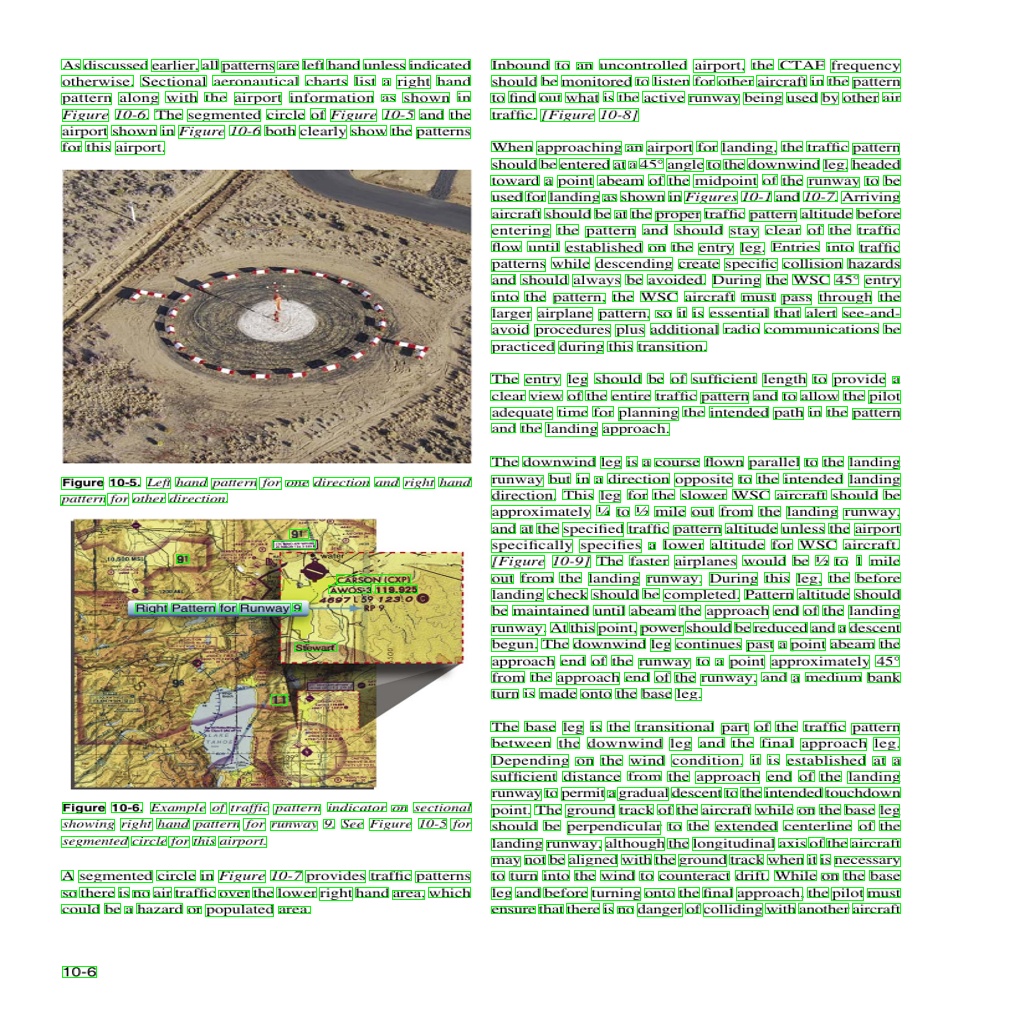 As discussed earlier, all patterns are left hand unless indicated
otherwise. Sectional aeronautical charts list a right hand
pattern along with the airport information as shown in
Figure 10-6. The segmented circle of Figure 10-5 and the
airport shown in Figure 10-6 both clearly show the patterns
for this airport.
Figure 10-5. Left hand pattern for one direction and right hand
pattern for other direction.
10,500 MSL
91
91
water
CARSON (CXP)
AWOS-3 119.925
4697 L 59 123.0 C
RP 9
Right Pattern for Runway 9
Stewart
96
11
LAKE
TAHOE
Figure 10-6. Example of traffic pattern indicator on sectional
showing right hand pattern for runway 9. See Figure 10-5 for
segmented circle for this airport.
A segmented circle in Figure 10-7 provides traffic patterns
so there is no air traffic over the lower right hand area, which
could be a hazard or populated area.
10-6
Inbound to an uncontrolled airport, the CTAF frequency
should be monitored to listen for other aircraft in the pattern
to find out what is the active runway being used by other air
traffic. [Figure 10-8]
When approaching an airport for landing, the traffic pattern
should be entered at a 45° angle to the downwind leg, headed
toward a point abeam of the midpoint of the runway to be
used for landing as shown in Figures 10-1 and 10-7. Arriving
aircraft should be at the proper traffic pattern altitude before
entering the pattern and should stay clear of the traffic
flow until established on the entry leg. Entries into traffic
patterns while descending create specific collision hazards
and should always be avoided. During the WSC 45° entry
into the pattern, the WSC aircraft must pass through the
larger airplane pattern, so it is essential that alert see-and-
avoid procedures plus additional radio communications be
practiced during this transition.
The entry leg should be of sufficient length to provide a
clear view of the entire traffic pattern and to allow the pilot
adequate time for planning the intended path in the pattern
and the landing approach.
The downwind leg is a course flown parallel to the landing
runway but in a direction opposite to the intended landing
direction. This leg for the slower WSC aircraft should be
approximately ¼ to ½ mile out from the landing runway,
and at the specified traffic pattern altitude unless the airport
specifically specifies a lower altitude for WSC aircraft.
[Figure 10-9] The faster airplanes would be ½ to 1 mile
out from the landing runway. During this leg, the before
landing check should be completed. Pattern altitude should
be maintained until abeam the approach end of the landing
runway. At this point, power should be reduced and a descent
begun. The downwind leg continues past a point abeam the
approach end of the runway to a point approximately 45°
from the approach end of the runway, and a medium bank
turn is made onto the base leg.
The base leg is the transitional part of the traffic pattern
between the downwind leg and the final approach leg.
Depending on the wind condition, it is established at a
sufficient distance from the approach end of the landing
runway to permit a gradual descent to the intended touchdown
point. The ground track of the aircraft while on the base leg
should be perpendicular to the extended centerline of the
landing runway, although the longitudinal axis of the aircraft
may not be aligned with the ground track when it is necessary
to turn into the wind to counteract drift. While on the base
leg and before turning onto the final approach, the pilot must
ensure that there is no danger of colliding with another aircraft